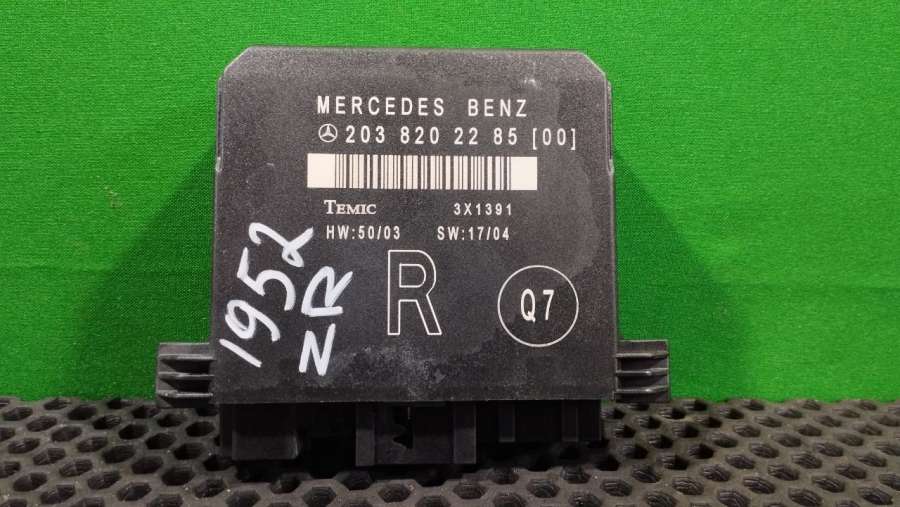 MERCEDES BENZ
203 820 22 85 [00]
TEMIC 3X1391
HW:50/03 SW:17/04
R
Q7
1952
ZR